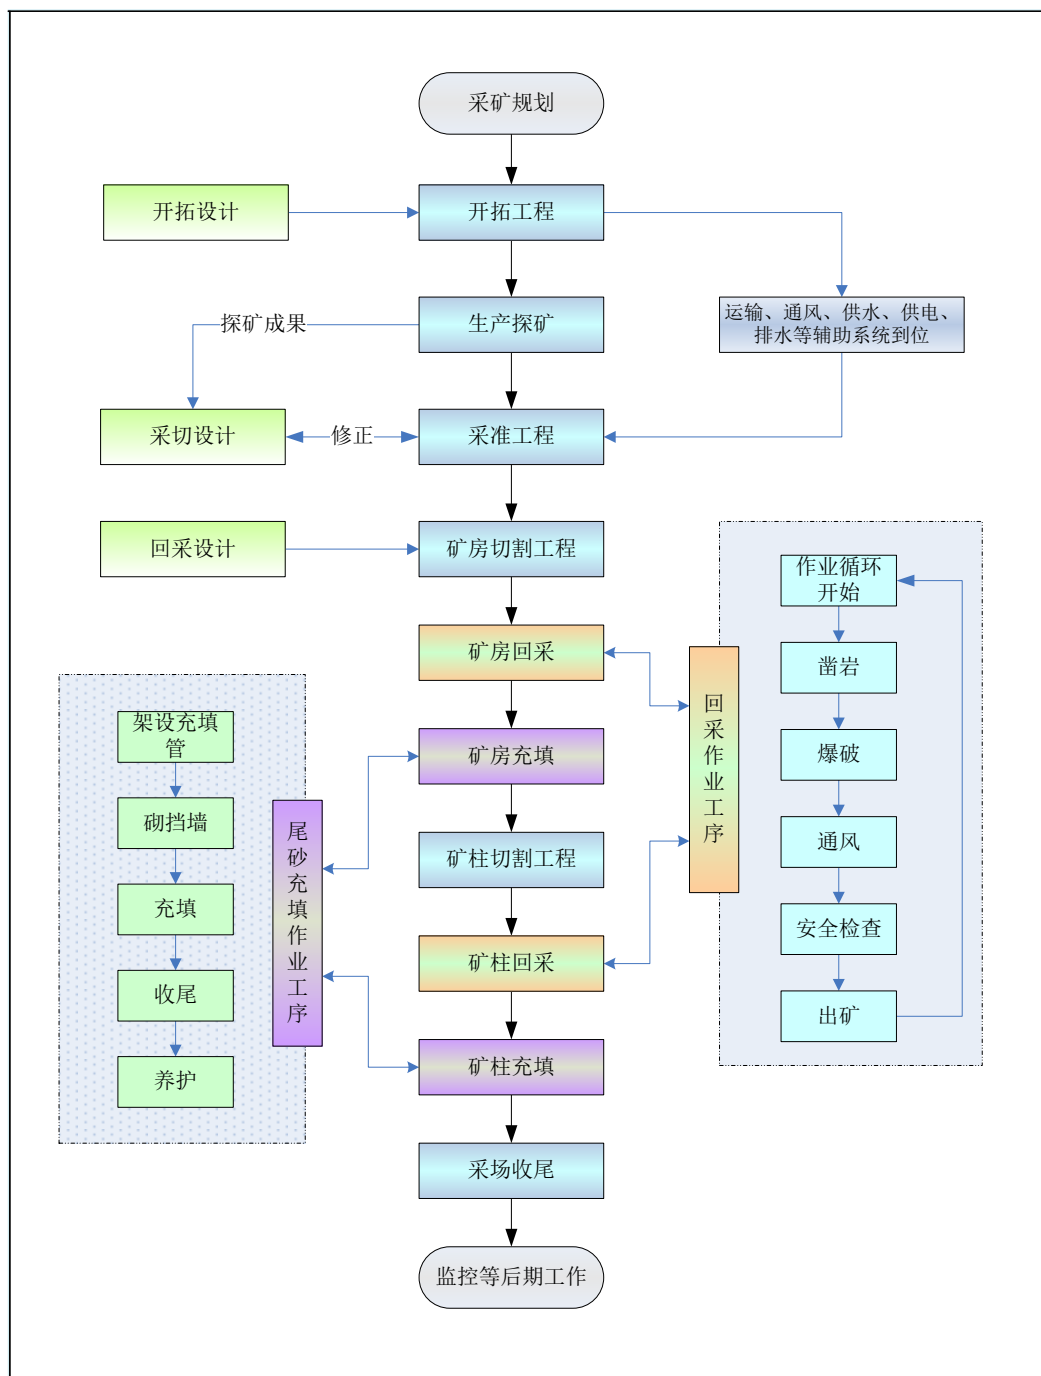 采矿规划
开拓设计
开拓工程
探矿成果
生产探矿
运输、通风、供水、供电、
排水等辅助系统到位
采切设计
修正
采准工程
回采设计
矿房切割工程
矿房回采
矿房充填
矿柱切割工程
矿柱回采
矿柱充填
采场收尾
监控等后期工作
架设充填
管
砌挡墙
充填
收尾
养护
尾砂充填作业工序
回采作业工序
作业循环
开始
凿岩
爆破
通风
安全检查
出矿